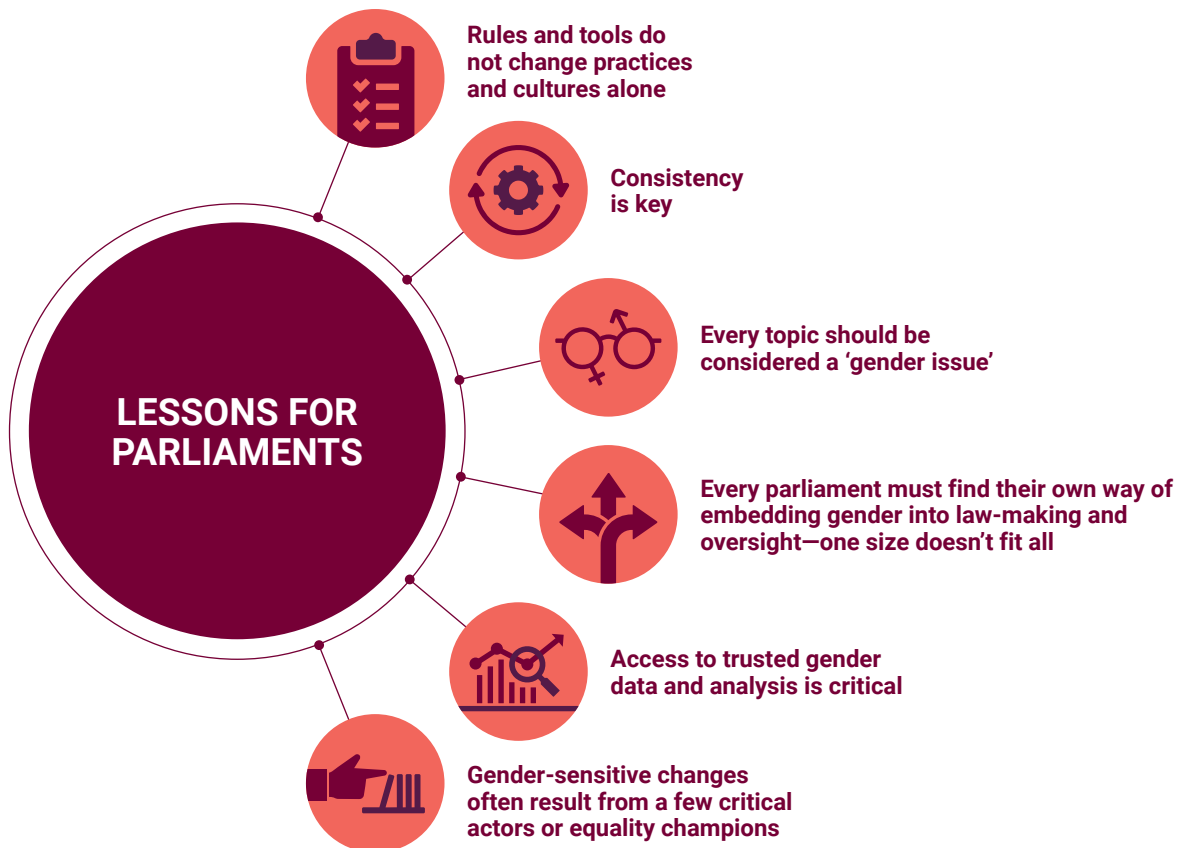 Rules and tools do
not change practices
and cultures alone
Consistency
is key
Every topic should be
considered a ‘gender issue’
LESSONS FOR
PARLIAMENTS
Every parliament must find their own way of
embedding gender into law-making and
oversight—one size doesn’t fit all
Access to trusted gender
data and analysis is critical
Gender-sensitive changes
often result from a few critical
actors or equality champions